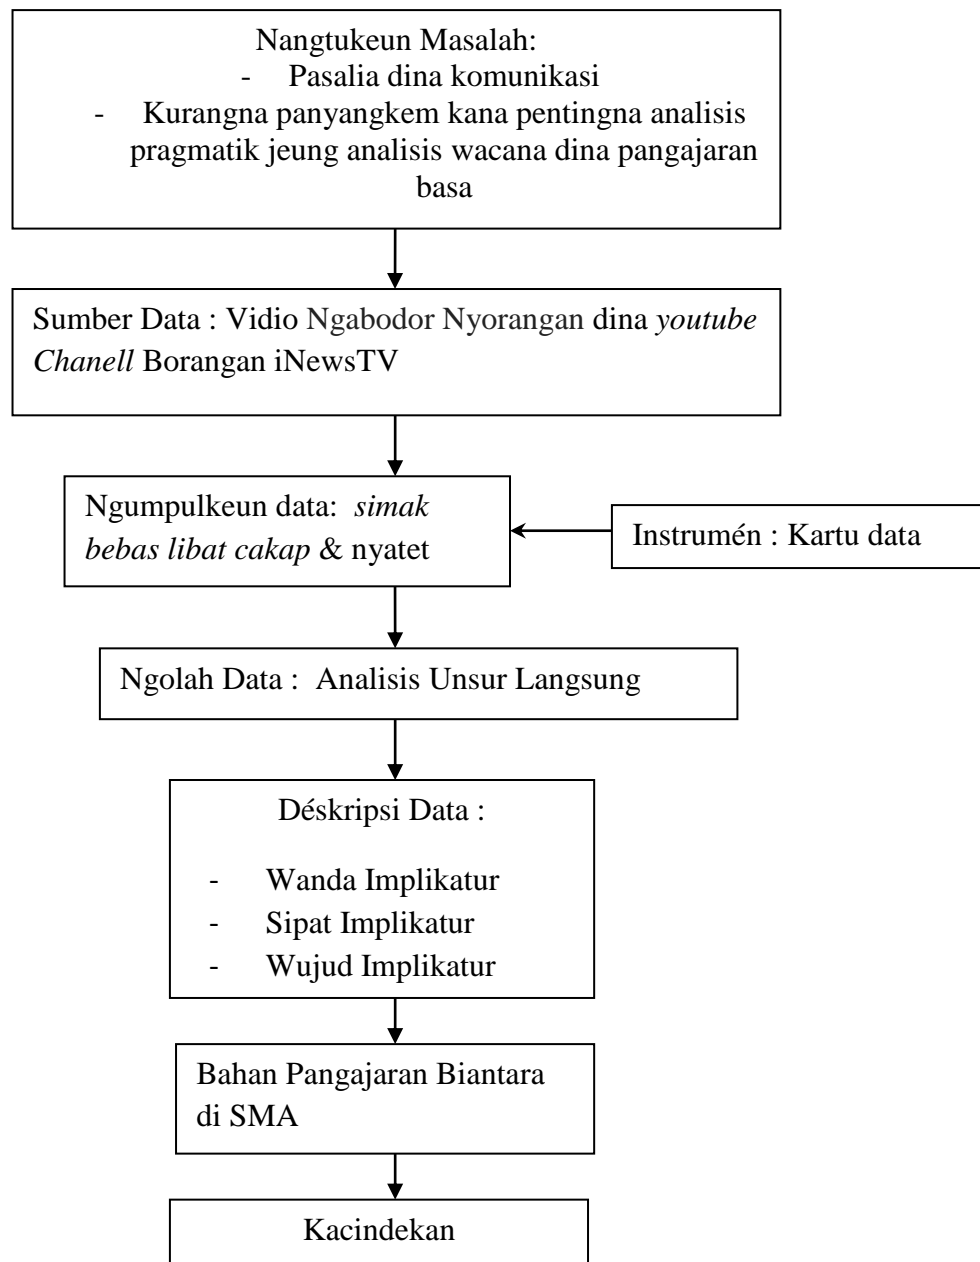 Nangtukeun Masalah:
- Pasalia dina komunikasi
- Kurangna panyangkem kana pentingna analisis
pragmatik jeung analisis wacana dina pangajaran
basa
Sumber Data : Vidio Ngabodor Nyorangan dina youtube
Chanell Borangan iNewsTV
Ngumpulkeun data: simak
bebas libat cakap & nyatet
Instrumén : Kartu data
Ngolah Data : Analisis Unsur Langsung
Déskripsi Data :
- Wanda Implikatur
- Sipat Implikatur
- Wujud Implikatur
Bahan Pangajaran Biantara
di SMA
Kacindekan